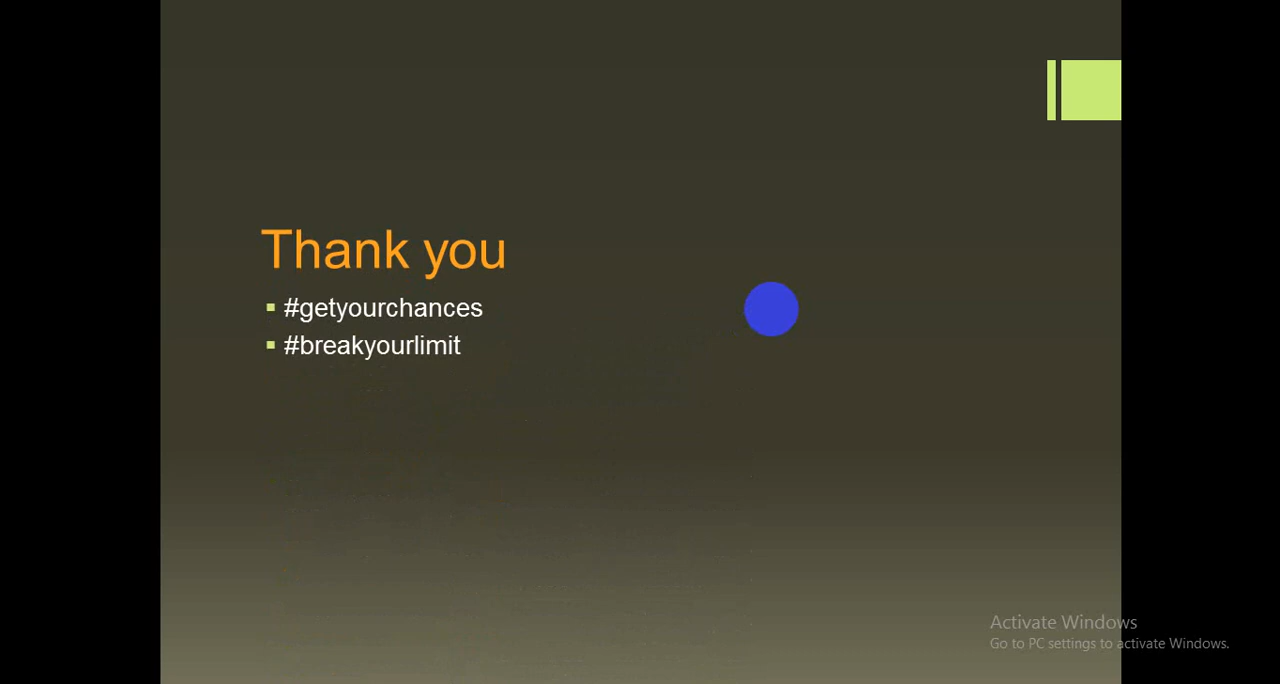 Thank you
#getyourchances
#breakyourlimit
Activate Windows
Go to PC settings to activate Windows.